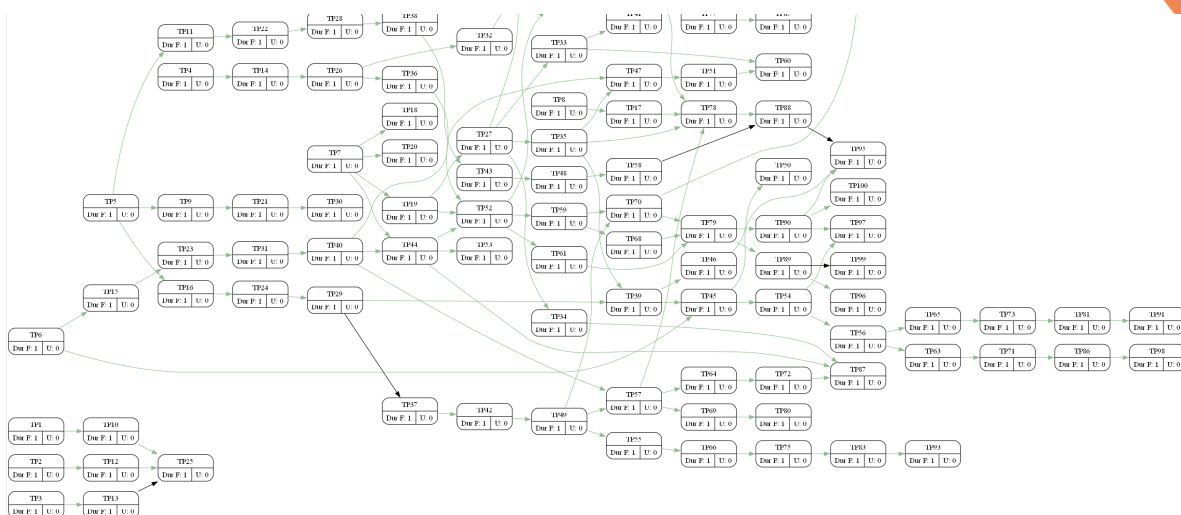 TP28 TP38
TP11 TP22 Dur F: 1 U: 0 Dur F: 1 U: 0 TP32 TP33 Dur F: 1 U: 0 Dur F: 1 U: 0 Dur F: 1 U: 0
Dur F: 1 U: 0 Dur F: 1 U: 0 Dur F: 1 U: 0 Dur F: 1 U: 0
TP4 TP14 TP26 TP36 TP47 TP51 TP60
Dur F: 1 U: 0 Dur F: 1 U: 0 Dur F: 1 U: 0 Dur F: 1 U: 0 Dur F: 1 U: 0 Dur F: 1 U: 0 Dur F: 1 U: 0
TP18 TP8 TP17 TP78 TP88
Dur F: 1 U: 0 Dur F: 1 U: 0 Dur F: 1 U: 0 Dur F: 1 U: 0 Dur F: 1 U: 0
TP7 TP20 TP27 TP35 TP95
Dur F: 1 U: 0 Dur F: 1 U: 0 Dur F: 1 U: 0 Dur F: 1 U: 0 Dur F: 1 U: 0
TP43 TP48 TP58 TP50 TP100
Dur F: 1 U: 0 Dur F: 1 U: 0 Dur F: 1 U: 0 Dur F: 1 U: 0 Dur F: 1 U: 0
TP5 TP9 TP21 TP30 TP19 TP52 TP59 TP70 TP79 TP90 TP97
Dur F: 1 U: 0 Dur F: 1 U: 0 Dur F: 1 U: 0 Dur F: 1 U: 0 Dur F: 1 U: 0 Dur F: 1 U: 0 Dur F: 1 U: 0 Dur F: 1 U: 0 Dur F: 1 U: 0 Dur F: 1 U: 0 Dur F: 1 U: 0
TP23 TP31 TP40 TP44 TP53 TP61 TP68 TP46 TP89 TP99
Dur F: 1 U: 0 Dur F: 1 U: 0 Dur F: 1 U: 0 Dur F: 1 U: 0 Dur F: 1 U: 0 Dur F: 1 U: 0 Dur F: 1 U: 0 Dur F: 1 U: 0 Dur F: 1 U: 0 Dur F: 1 U: 0
TP15 TP16 TP24 TP29 TP39 TP45 TP54 TP96
Dur F: 1 U: 0 Dur F: 1 U: 0 Dur F: 1 U: 0 Dur F: 1 U: 0 Dur F: 1 U: 0 Dur F: 1 U: 0 Dur F: 1 U: 0 Dur F: 1 U: 0
TP6 TP34 TP56 TP65 TP73 TP81 TP91
Dur F: 1 U: 0 Dur F: 1 U: 0 Dur F: 1 U: 0 Dur F: 1 U: 0 Dur F: 1 U: 0 Dur F: 1 U: 0 Dur F: 1 U: 0
TP64 TP72 TP87 TP63 TP71 TP86 TP98
Dur F: 1 U: 0 Dur F: 1 U: 0 Dur F: 1 U: 0 Dur F: 1 U: 0 Dur F: 1 U: 0 Dur F: 1 U: 0 Dur F: 1 U: 0
TP37 TP42 TP49 TP57 TP69 TP80
Dur F: 1 U: 0 Dur F: 1 U: 0 Dur F: 1 U: 0 Dur F: 1 U: 0 Dur F: 1 U: 0 Dur F: 1 U: 0
TP1 TP10 TP55 TP66 TP75 TP83 TP93
Dur F: 1 U: 0 Dur F: 1 U: 0 Dur F: 1 U: 0 Dur F: 1 U: 0 Dur F: 1 U: 0 Dur F: 1 U: 0 Dur F: 1 U: 0
TP2 TP12 TP25
Dur F: 1 U: 0 Dur F: 1 U: 0 Dur F: 1 U: 0
TP3 TP13
Dur F: 1 U: 0 Dur F: 1 U: 0